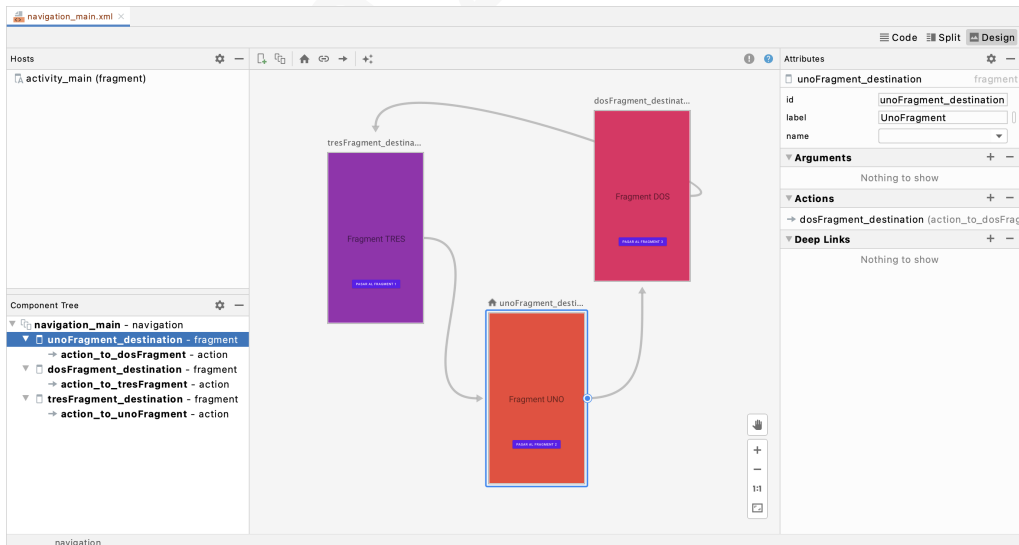 navigation_main.xml
Code Split Design
Hosts
activity_main (fragment)
Component Tree
navigation_main - navigation
unoFragment_destination - fragment
action_to_dosFragment - action
dosFragment_destination - fragment
action_to_tresFragment - action
tresFragment_destination - fragment
action_to_unoFragment - action
tresFragment_destina...
Fragment TRES
PASAR AL FRAGMENT 1
dosFragment_destinat...
Fragment DOS
PASAR AL FRAGMENT 3
unoFragment_desti...
Fragment UNO
PASAR AL FRAGMENT 2
1:1
Attributes
unoFragment_destination fragment
id unoFragment_destination
label UnoFragment
name
Arguments
Nothing to show
Actions
dosFragment_destination (action_to_dosFrag
Deep Links
Nothing to show
navigation